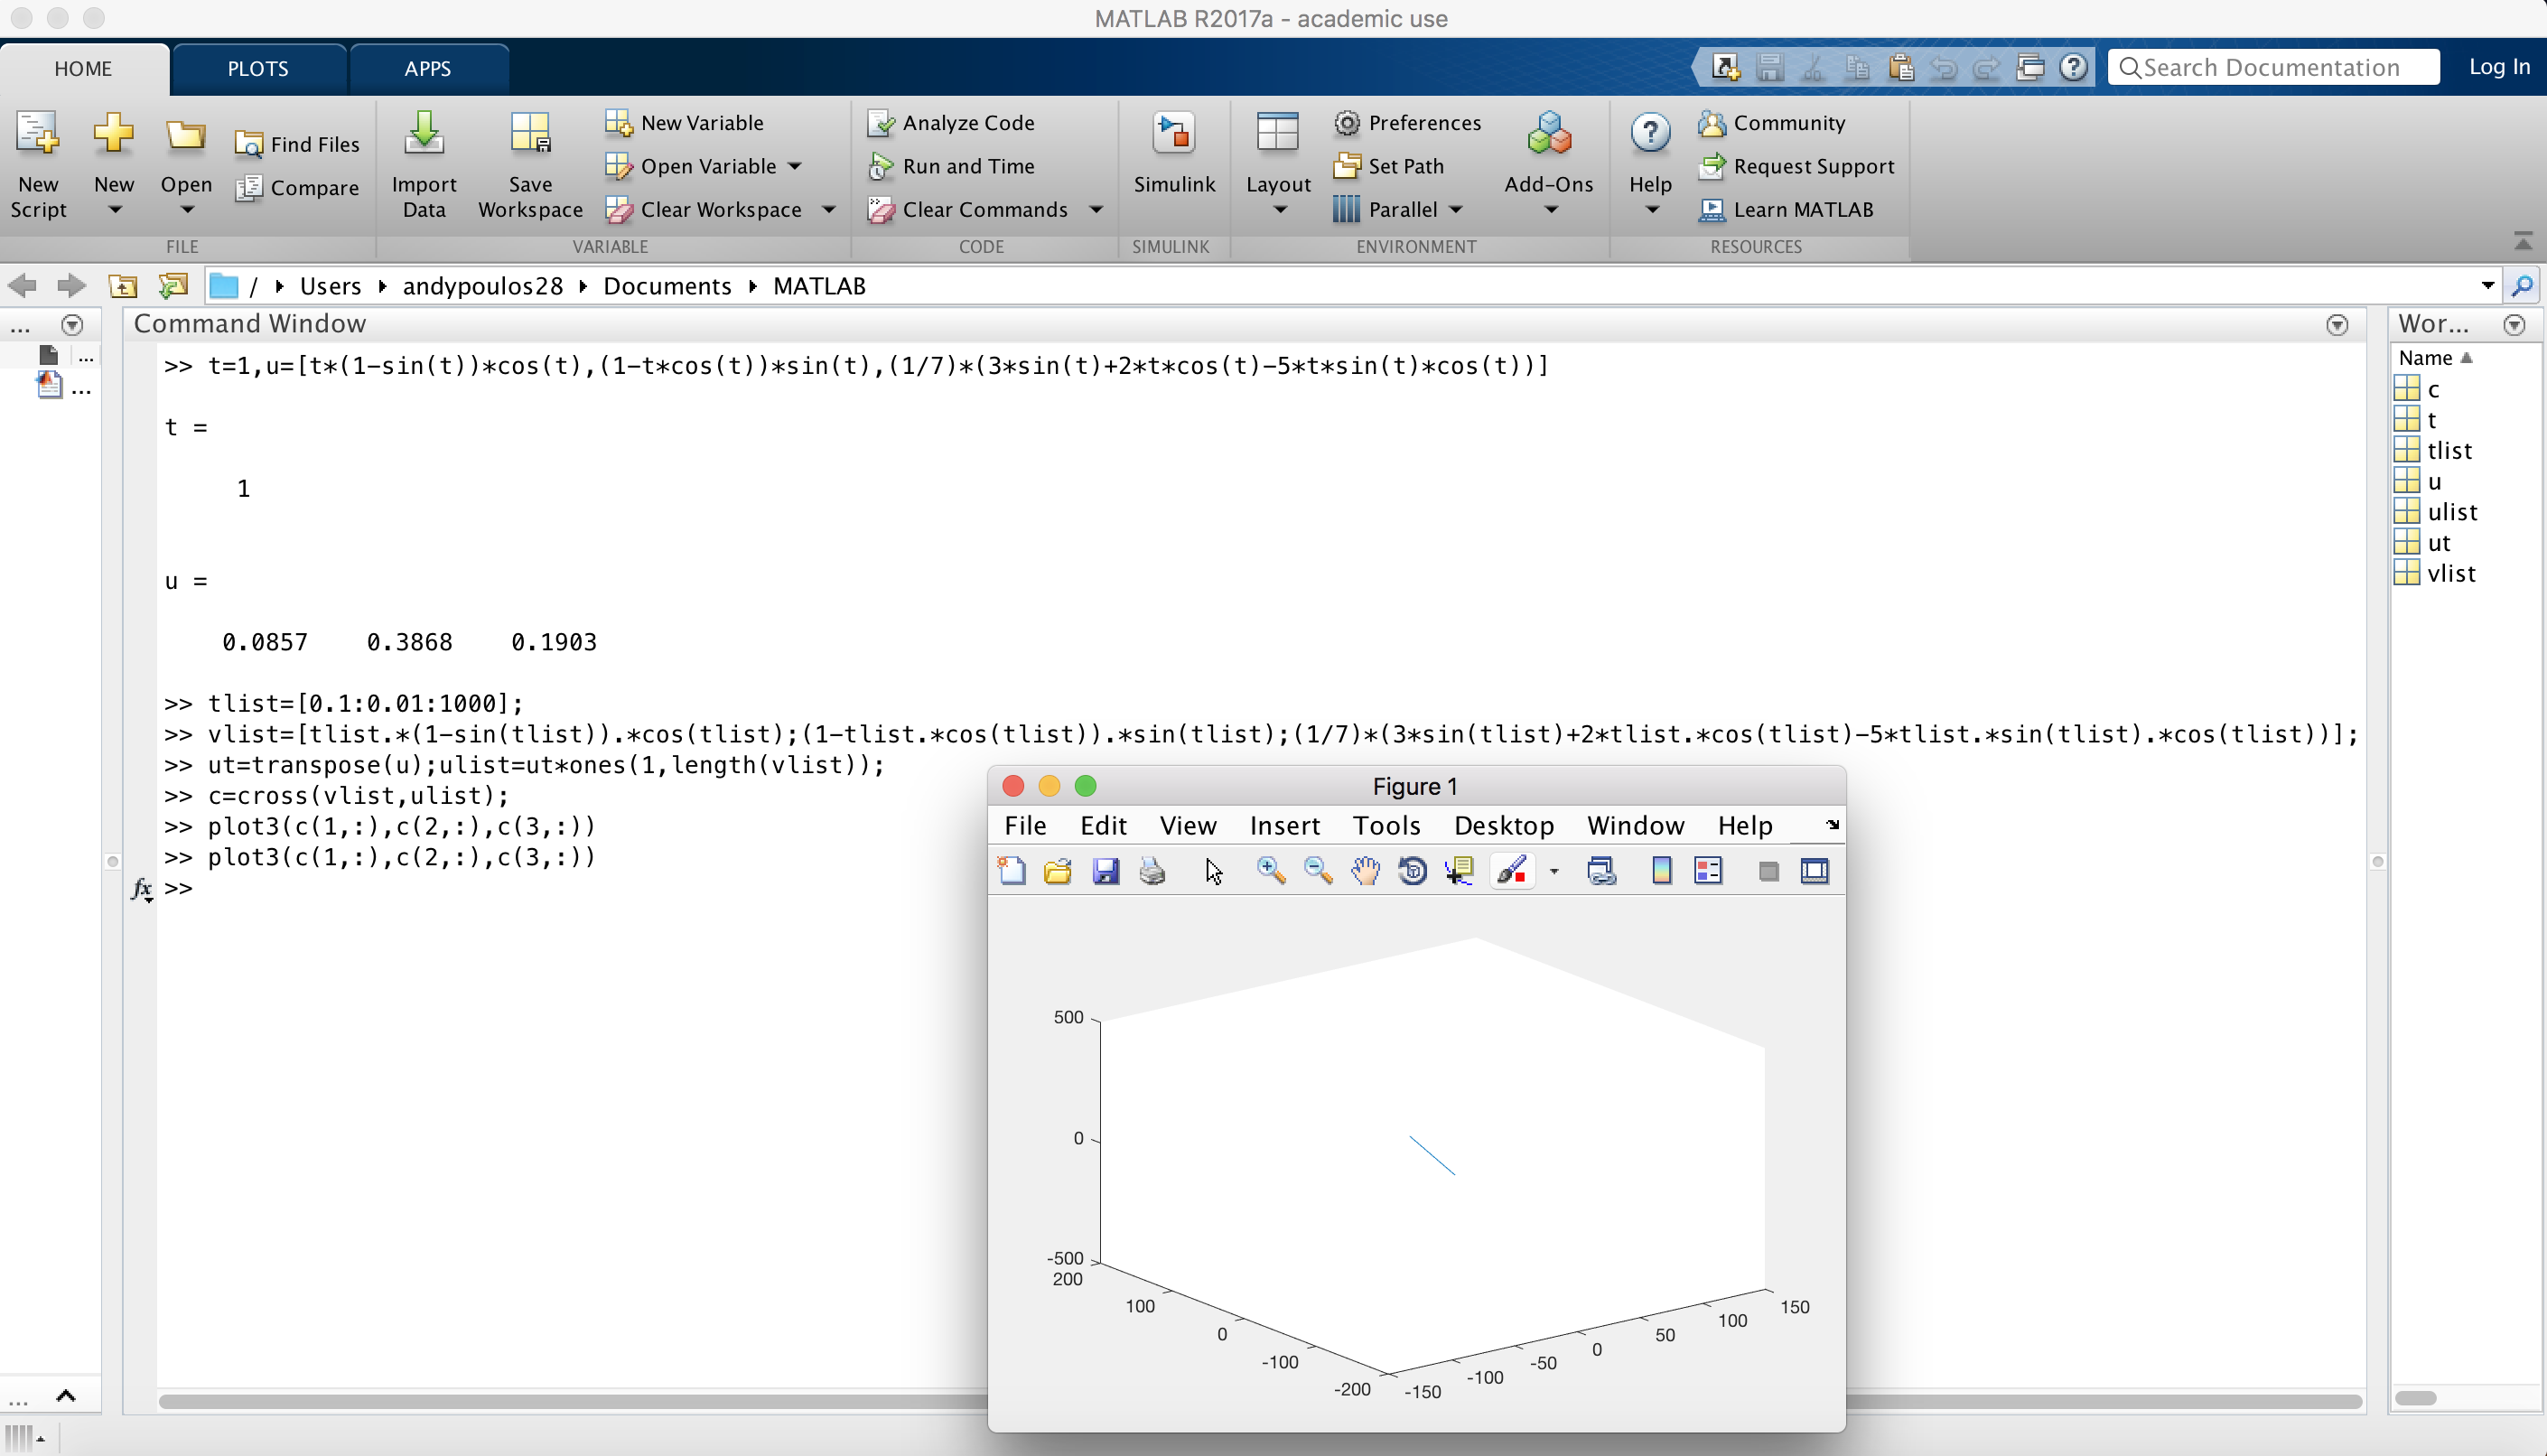 MATLAB R2017a - academic use
HOME PLOTS APPS
Search Documentation Log In
New Script
New
Open
Find Files
Compare
Import Data
Save Workspace
New Variable
Open Variable
Clear Workspace
Analyze Code
Run and Time
Clear Commands
Simulink
Layout
Preferences
Set Path
Parallel
Add-Ons
Help
Community
Request Support
Learn MATLAB
FILE VARIABLE CODE SIMULINK ENVIRONMENT RESOURCES
/ Users andypoulos28 Documents MATLAB
... Command Window Wor...
...
...
>> t=1,u=[t*(1-sin(t))*cos(t),(1-t*cos(t))*sin(t),(1/7)*(3*sin(t)+2*t*cos(t)-5*t*sin(t)*cos(t))]
t =
1
u =
0.0857 0.3868 0.1903
>> tlist=[0.1:0.01:1000];
>> vlist=[tlist.*(1-sin(tlist)).*cos(tlist);(1-tlist.*cos(tlist)).*sin(tlist);(1/7)*(3*sin(tlist)+2*tlist.*cos(tlist)-5*tlist.*sin(tlist).*cos(tlist))];
>> ut=transpose(u);ulist=ut*ones(1,length(vlist));
>> c=cross(vlist,ulist);
>> plot3(c(1,:),c(2,:),c(3,:))
>> plot3(c(1,:),c(2,:),c(3,:))
fx >>
Name
c
t
tlist
u
ulist
ut
vlist
Figure 1
File Edit View Insert Tools Desktop Window Help
500
0
-500
200
100
0
-100
-200
-150
-100
-50
0
50
100
150
...